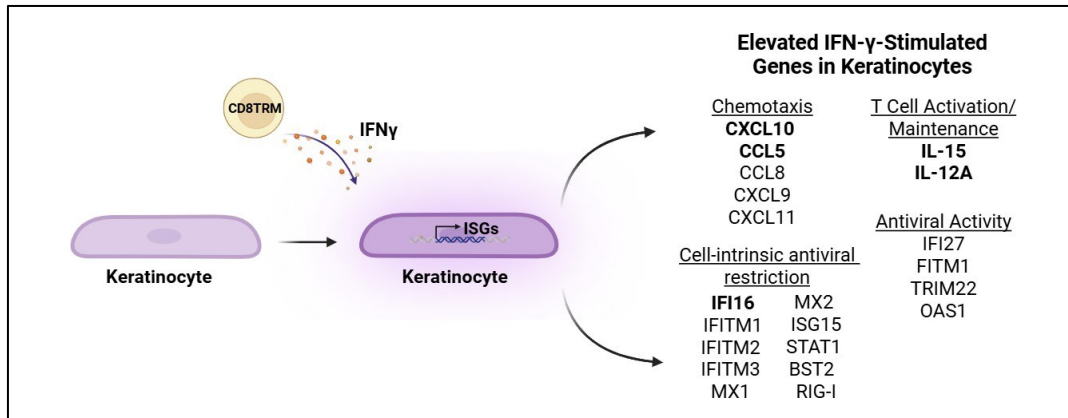 Elevated IFN-γ-Stimulated
Genes in Keratinocytes
CD8TRM
IFNγ
Keratinocyte
ISGs
Keratinocyte
Chemotaxis
CXCL10
CCL5
CCL8
CXCL9
CXCL11
T Cell Activation/
Maintenance
IL-15
IL-12A
Antiviral Activity
IFI27
FITM1
TRIM22
OAS1
Cell-intrinsic antiviral
restriction
IFI16 MX2
IFITM1 ISG15
IFITM2 STAT1
IFITM3 BST2
MX1 RIG-I